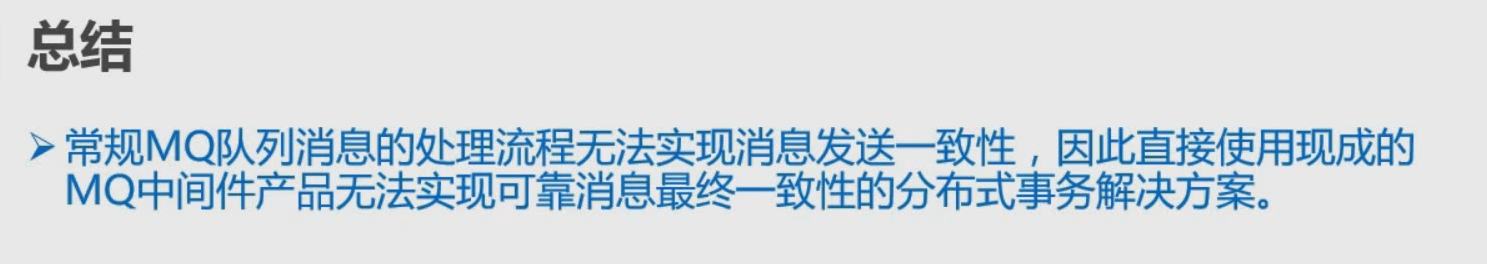 总结
➢ 常规MQ队列消息的处理流程无法实现消息发送一致性，因此直接使用现成的
MQ中间件产品无法实现可靠消息最终一致性的分布式事务解决方案。